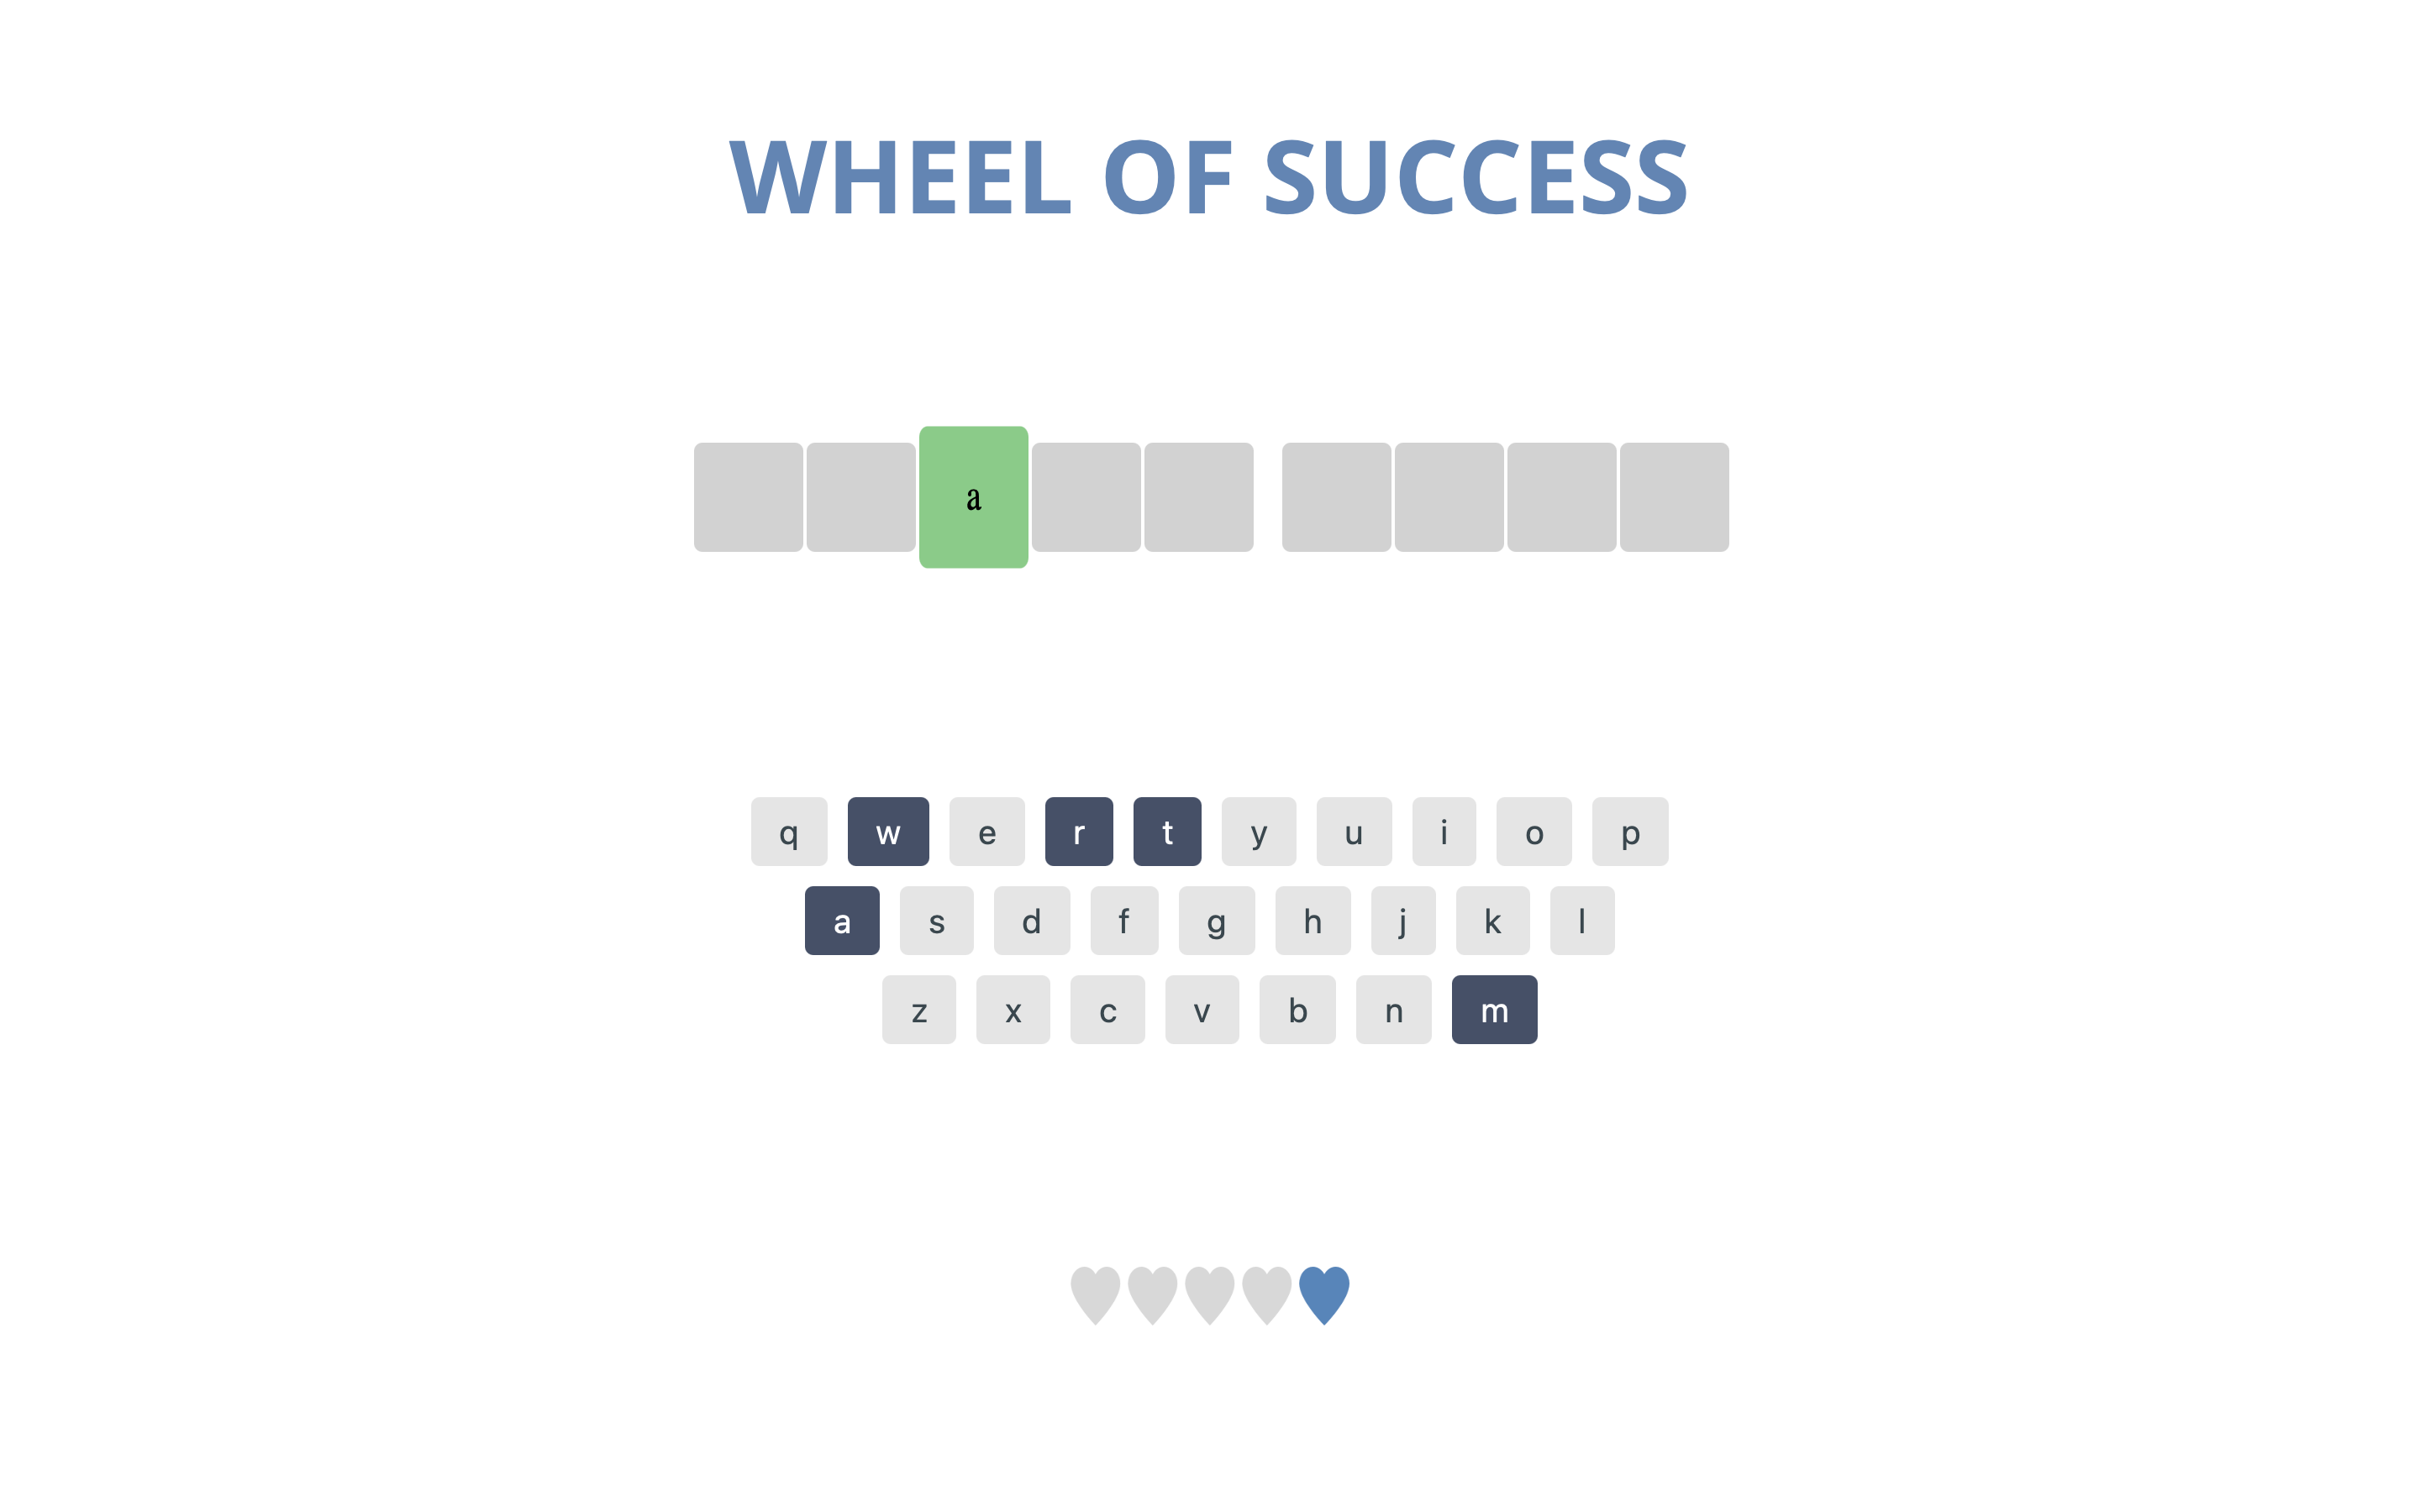 WHEEL OF SUCCESS
a
q w e r t y u i o p
a s d f g h j k l
z x c v b n m